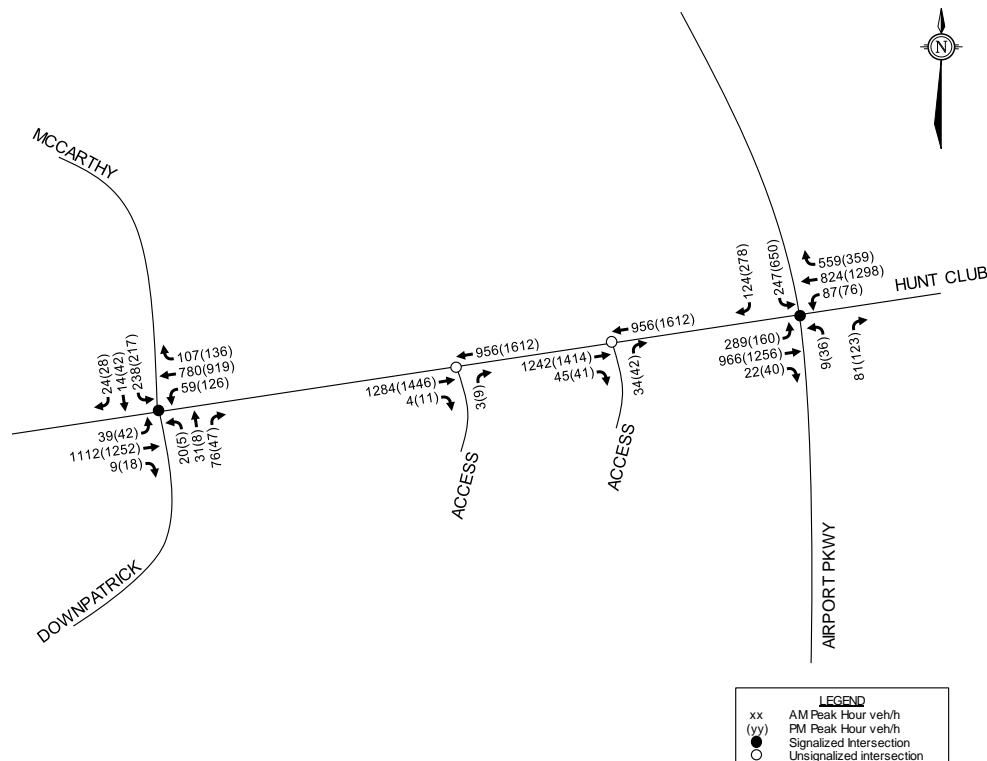 N
MCCARTHY
24(28)
14(42)
238(217)
107(136)
780(919)
59(126)
39(42)
1112(1252)
9(18)
20(5)
31(8)
76(47)
DOWNPATRICK
956(1612)
1284(1446)
4(11)
3(9)
ACCESS
956(1612)
1242(1414)
45(41)
34(42)
ACCESS
124(278)
247(650)
559(359)
824(1298)
87(76)
HUNT CLUB
289(160)
966(1256)
22(40)
9(36)
81(123)
AIRPORT PKWY
LEGEND
xx AM Peak Hour veh/h
(yy) PM Peak Hour veh/h
Signalized Intersection
Unsignalized intersection